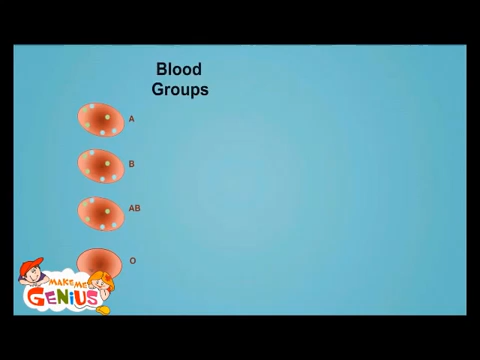 Blood
Groups
A
B
AB
O
MAKE ME
GENiUS